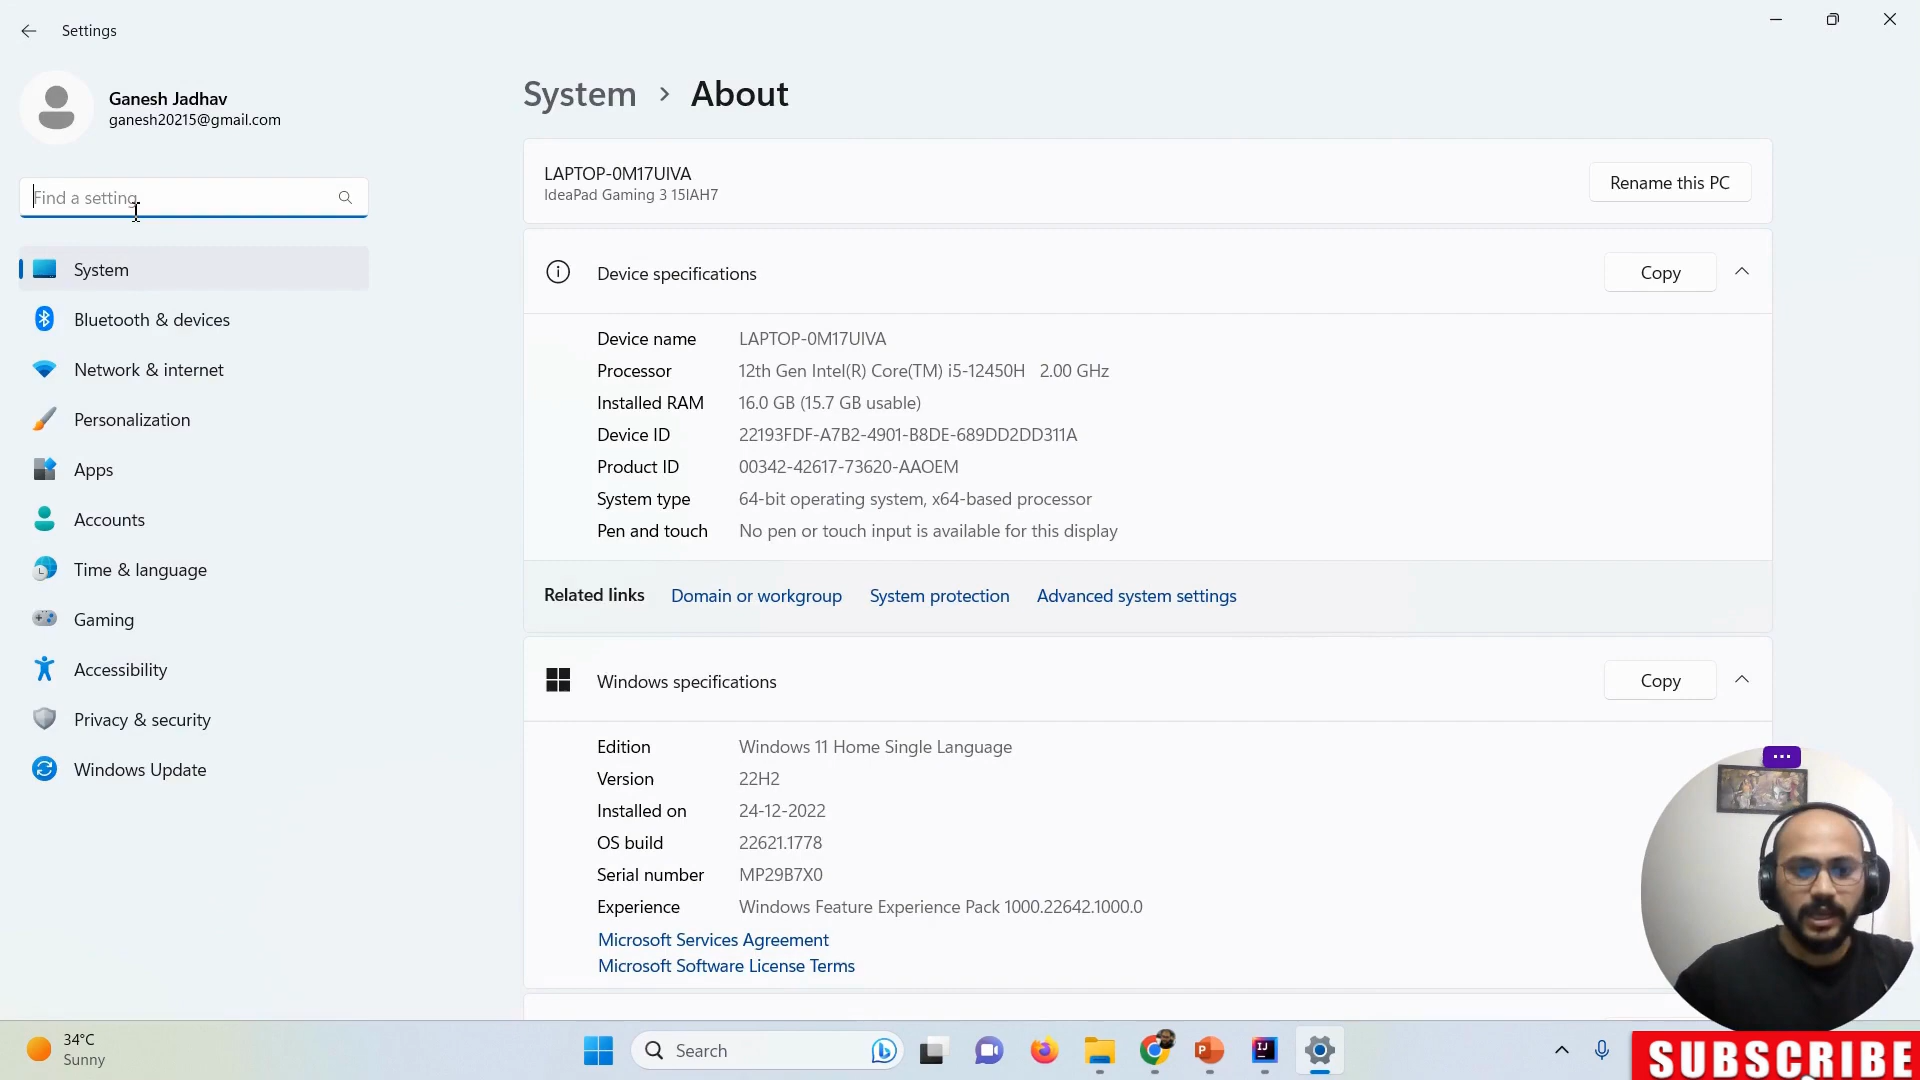 Settings
Ganesh Jadhav
ganesh20215@gmail.com
Find a setting
System
Bluetooth & devices
Network & internet
Personalization
Apps
Accounts
Time & language
Gaming
Accessibility
Privacy & security
Windows Update
System > About
LAPTOP-0M17UIVA
IdeaPad Gaming 3 15IAH7
Rename this PC
Device specifications
Copy
Device name LAPTOP-0M17UIVA
Processor 12th Gen Intel(R) Core(TM) i5-12450H 2.00 GHz
Installed RAM 16.0 GB (15.7 GB usable)
Device ID 22193FDF-A7B2-4901-B8DE-689DD2DD311A
Product ID 00342-42617-73620-AAOEM
System type 64-bit operating system, x64-based processor
Pen and touch No pen or touch input is available for this display
Related links Domain or workgroup System protection Advanced system settings
Windows specifications
Copy
Edition Windows 11 Home Single Language
Version 22H2
Installed on 24-12-2022
OS build 22621.1778
Serial number MP29B7X0
Experience Windows Feature Experience Pack 1000.22642.1000.0
Microsoft Services Agreement
Microsoft Software License Terms
34°C
Sunny
Search
SUBSCRIBE